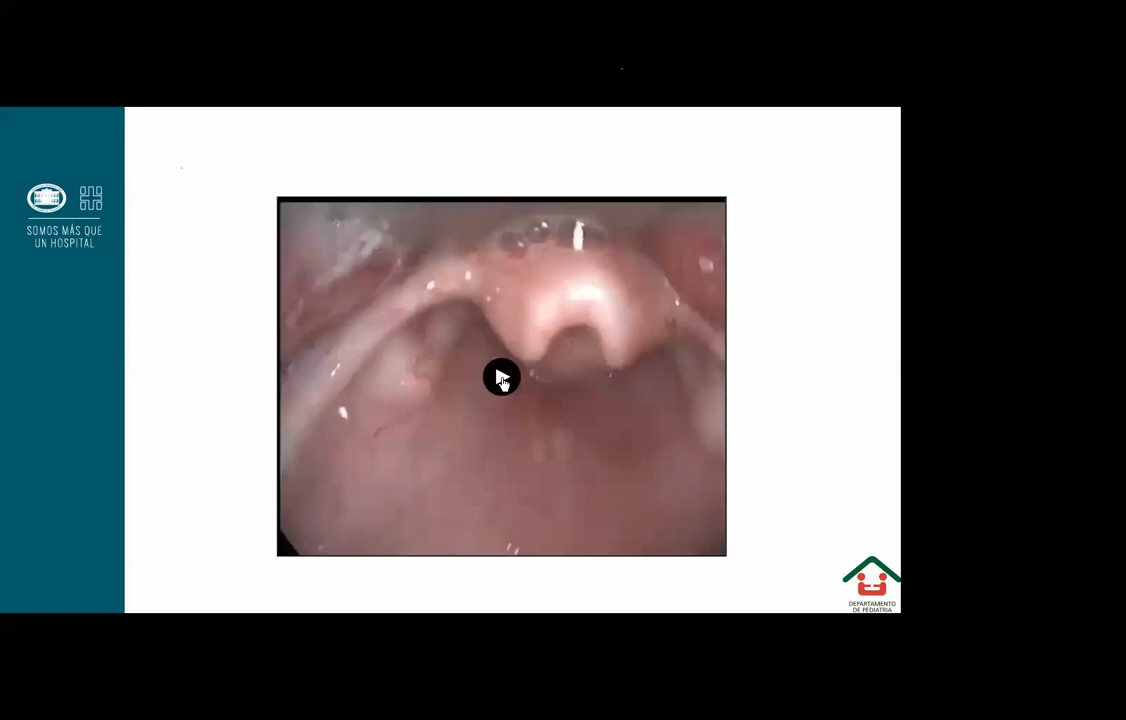 SOMOS MÁS QUE
UN HOSPITAL
DEPARTAMENTO
DE PEDIATRIA